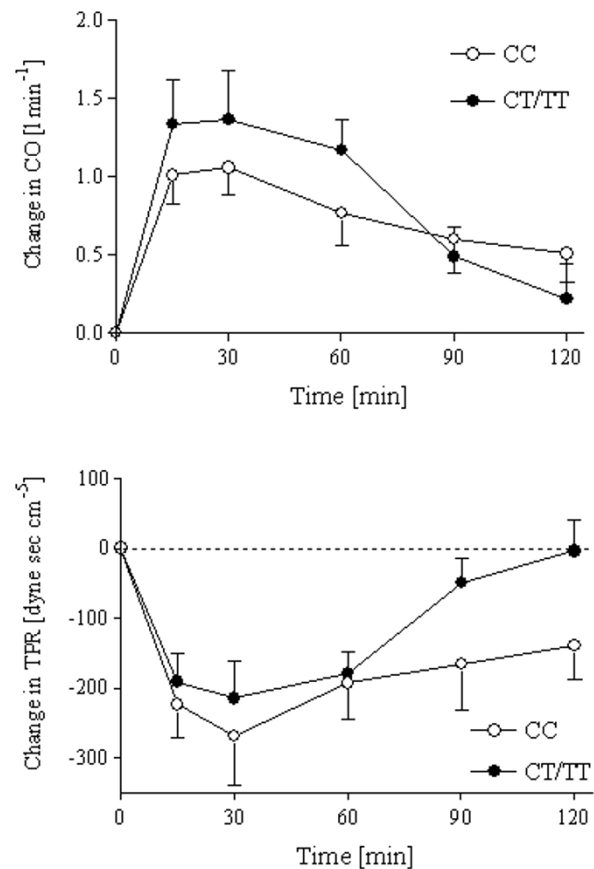 2.0
1.5
1.0
0.5
0.0
Change in CO [l min⁻¹]
CC
CT/TT
0 30 60 90 120
Time [min]
100
0
-100
-200
-300
Change in TPR [dyne sec cm⁻⁵]
CC
CT/TT
0 30 60 90 120
Time [min]